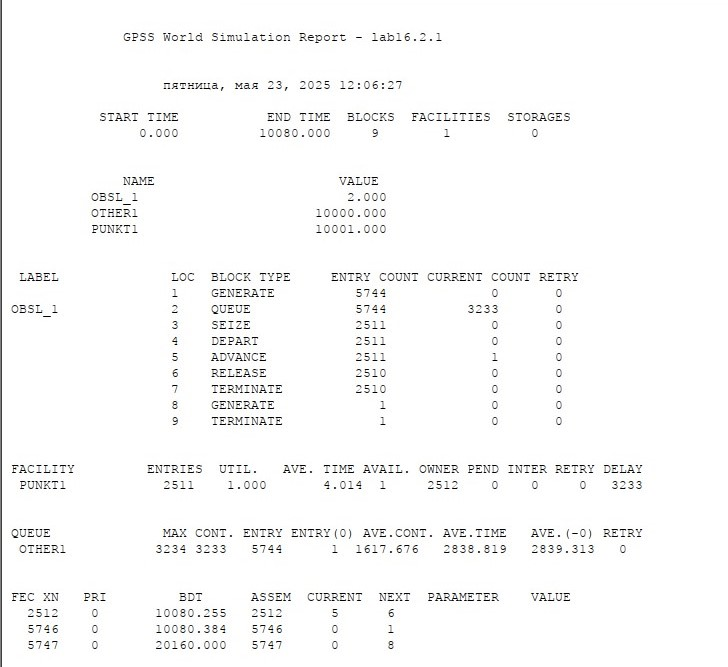 GPSS World Simulation Report - lab16.2.1
пятница, мая 23, 2025 12:06:27
START TIME END TIME BLOCKS FACILITIES STORAGES
0.000 10080.000 9 1 0
NAME VALUE
OBSL_1 2.000
OTHER1 10000.000
PUNKT1 10001.000
LABEL LOC BLOCK TYPE ENTRY COUNT CURRENT COUNT RETRY
1 GENERATE 5744 0 0
OBSL_1 2 QUEUE 5744 3233 0
3 SEIZE 2511 0 0
4 DEPART 2511 0 0
5 ADVANCE 2511 1 0
6 RELEASE 2510 0 0
7 TERMINATE 2510 0 0
8 GENERATE 1 0 0
9 TERMINATE 1 0 0
FACILITY ENTRIES UTIL. AVE. TIME AVAIL. OWNER PEND INTER RETRY DELAY
PUNKT1 2511 1.000 4.014 1 2512 0 0 0 3233
QUEUE MAX CONT. ENTRY ENTRY(0) AVE.CONT. AVE.TIME AVE.(-0) RETRY
OTHER1 3234 3233 5744 1 1617.676 2838.819 2839.313 0
FEC XN PRI BDT ASSEM CURRENT NEXT PARAMETER VALUE
2512 0 10080.255 2512 5 6
5746 0 10080.384 5746 0 1
5747 0 20160.000 5747 0 8